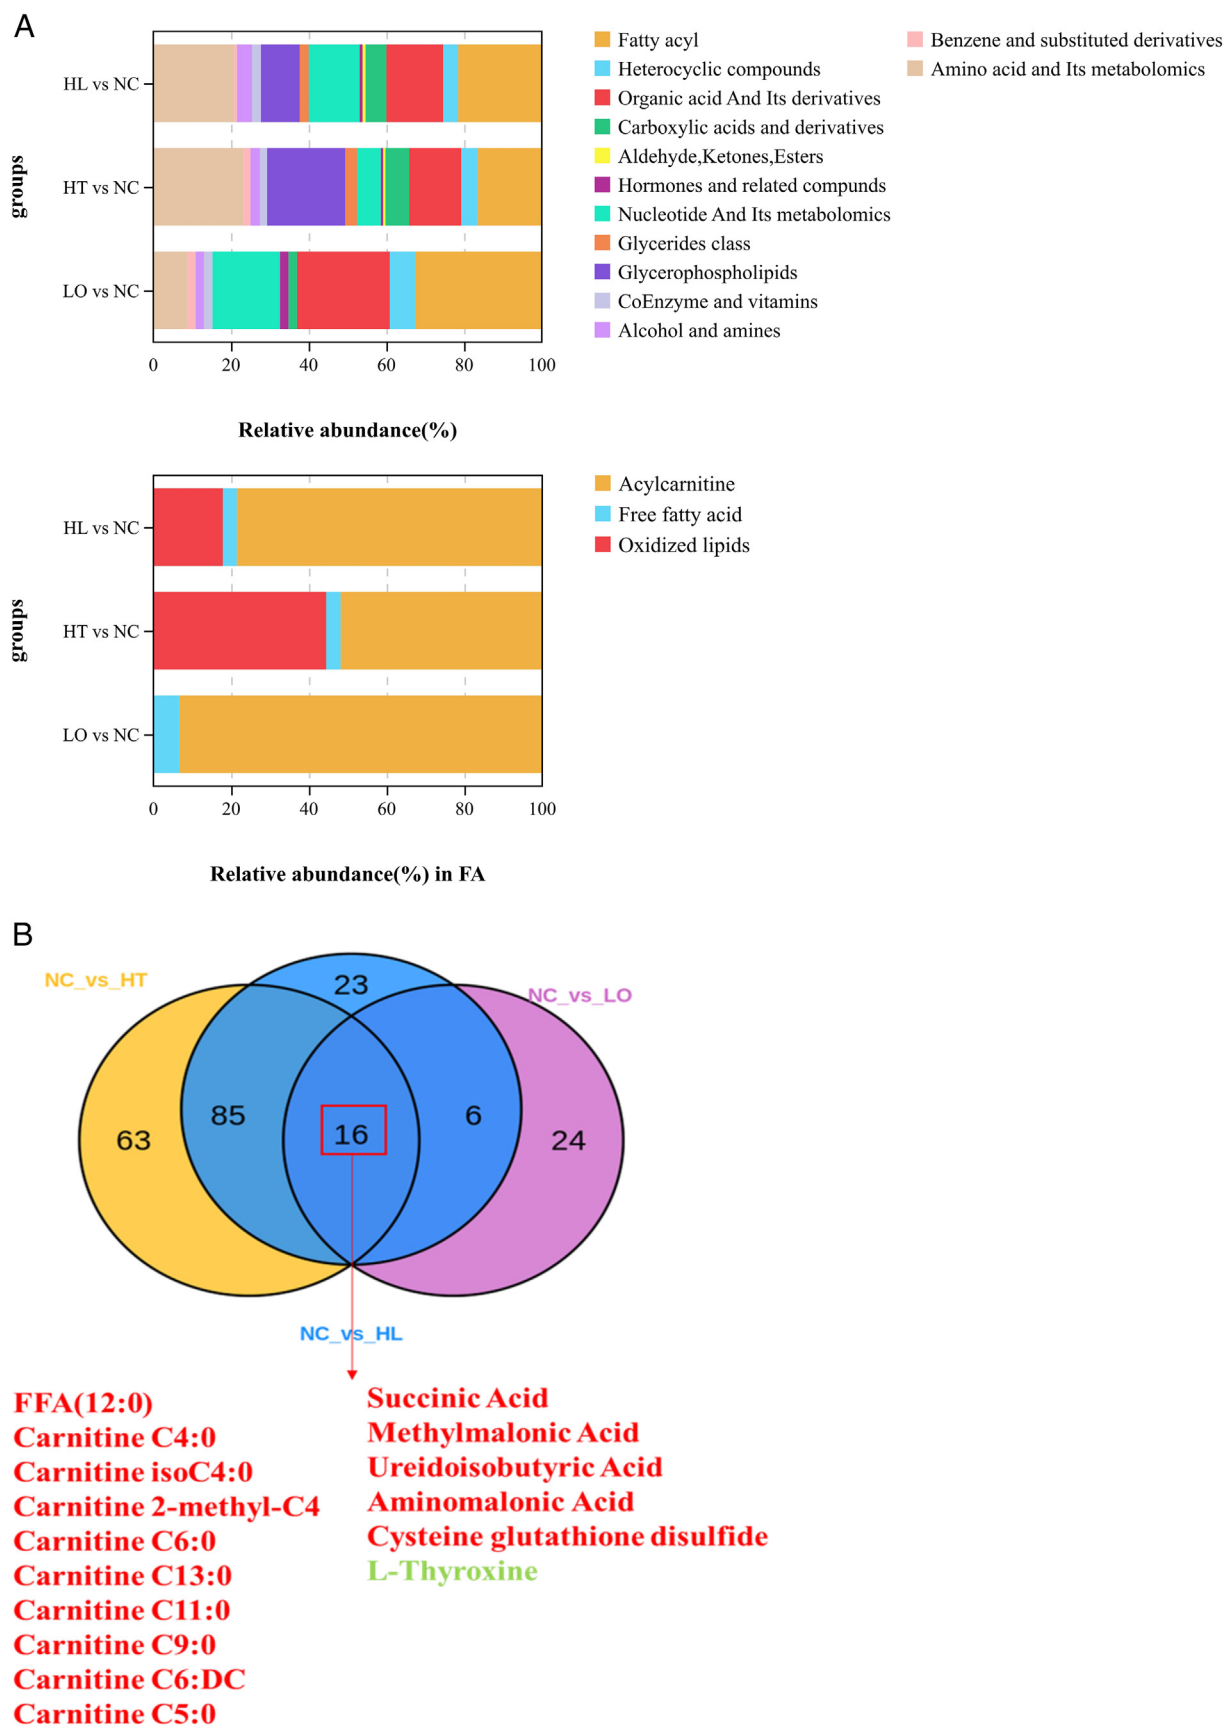 A
groups
HL vs NC
HT vs NC
LO vs NC
0 20 40 60 80 100
Relative abundance(%)
Fatty acyl
Heterocyclic compounds
Organic acid And Its derivatives
Carboxylic acids and derivatives
Aldehyde,Ketones,Esters
Hormones and related compunds
Nucleotide And Its metabolomics
Glycerides class
Glycerophospholipids
CoEnzyme and vitamins
Alcohol and amines
Benzene and substituted derivatives
Amino acid and Its metabolomics
groups
HL vs NC
HT vs NC
LO vs NC
0 20 40 60 80 100
Relative abundance(%) in FA
Acylcarnitine
Free fatty acid
Oxidized lipids
B
NC_vs_HT
23
NC_vs_LO
63
85
16
6
24
NC_vs_HL
FFA(12:0)
Carnitine C4:0
Carnitine isoC4:0
Carnitine 2-methyl-C4
Carnitine C6:0
Carnitine C13:0
Carnitine C11:0
Carnitine C9:0
Carnitine C6:DC
Carnitine C5:0
Succinic Acid
Methylmalonic Acid
Ureidoisobutyric Acid
Aminomalonic Acid
Cysteine glutathione disulfide
L-Thyroxine